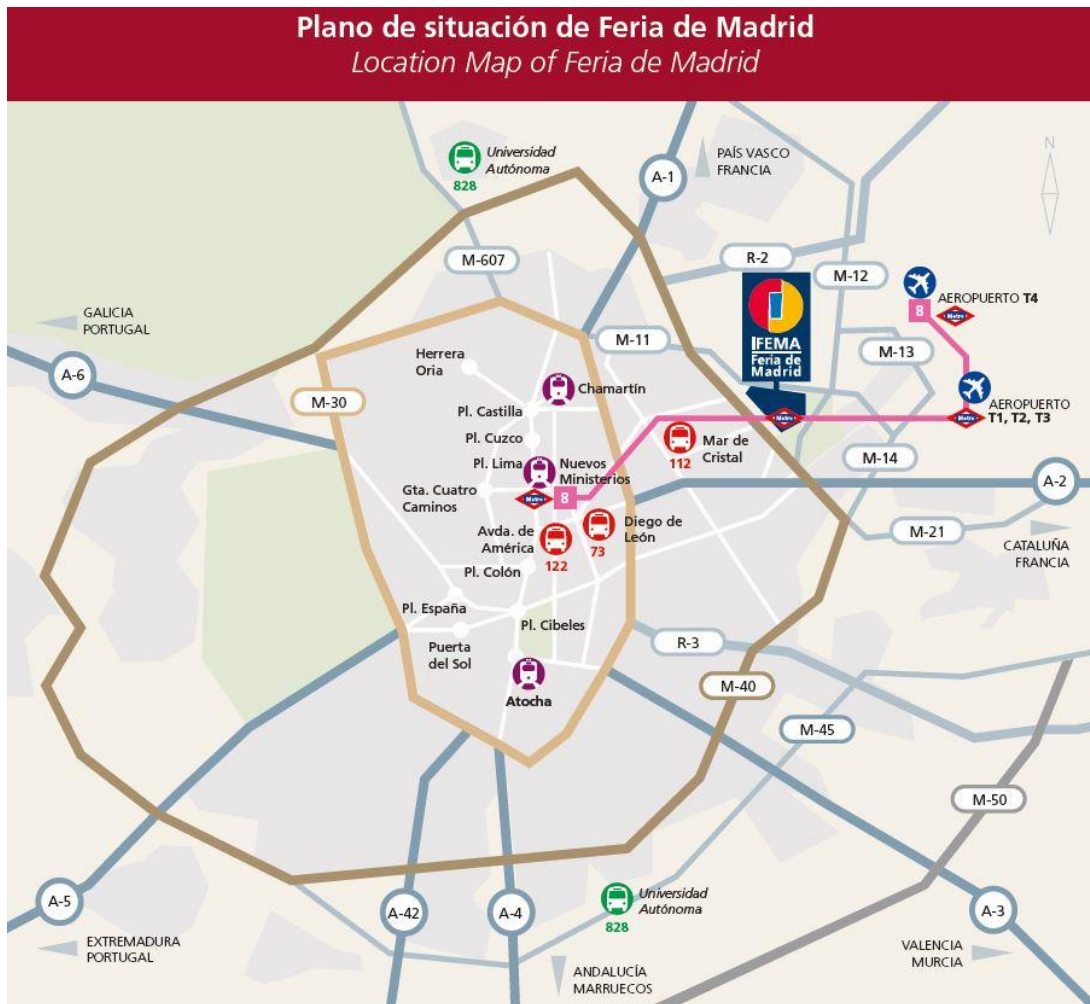 Plano de situación de Feria de Madrid
Location Map of Feria de Madrid
Universidad
Autónoma
828
PAÍS VASCO
FRANCIA
N
A-1
M-607
R-2
M-12
AEROPUERTO T4
8
Metro
GALICIA
PORTUGAL
IFEMA
Feria de
Madrid
M-11
M-13
Herrera
Oria
A-6
Chamartín
AEROPUERTO
T1, T2, T3
Metro
M-30
Pl. Castilla
Pl. Cuzco
Mar de
Cristal
112
M-14
Pl. Lima
Nuevos
Ministerios
A-2
Gta. Cuatro
Caminos
Metro
8
Diego de
León
73
M-21
Avda. de
América
122
CATALUÑA
FRANCIA
Pl. Colón
Pl. España
Pl. Cibeles
Puerta
del Sol
R-3
Atocha
M-40
M-45
M-50
Universidad
Autónoma
828
A-5
A-42
A-4
A-3
EXTREMADURA
PORTUGAL
VALENCIA
MURCIA
ANDALUCÍA
MARRUECOS